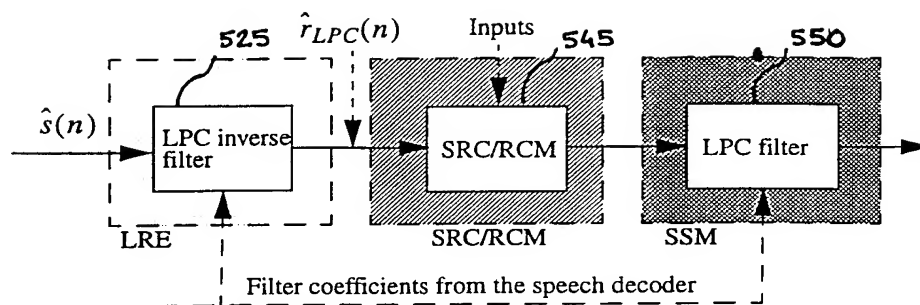 525
r̂_LPC(n)
Inputs
545
550
ŝ(n)
LPC inverse
filter
SRC/RCM
LPC filter
LRE
SRC/RCM
SSM
Filter coefficients from the speech decoder